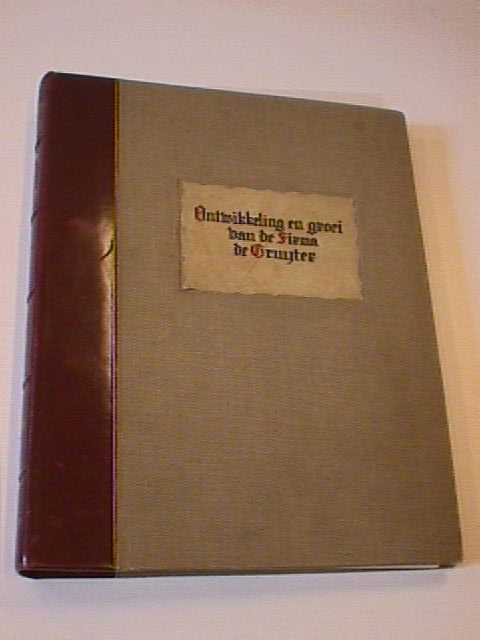 Ontwikkeling en groei
van de Firma
de Gruyter